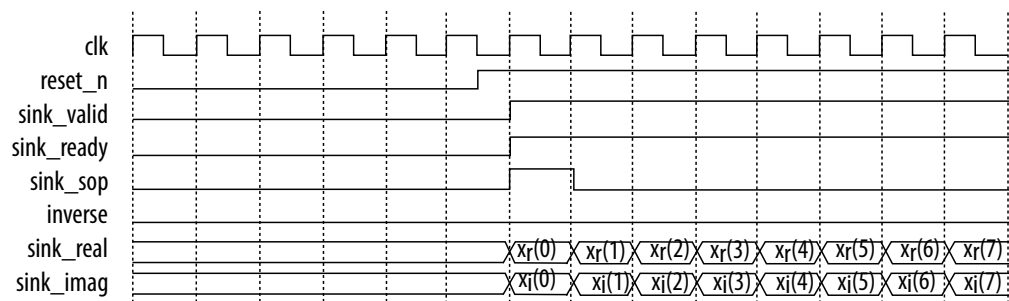 clk
reset_n
sink_valid
sink_ready
sink_sop
inverse
sink_real xr(0) xr(1) xr(2) xr(3) xr(4) xr(5) xr(6) xr(7)
sink_imag xi(0) xi(1) xi(2) xi(3) xi(4) xi(5) xi(6) xi(7)